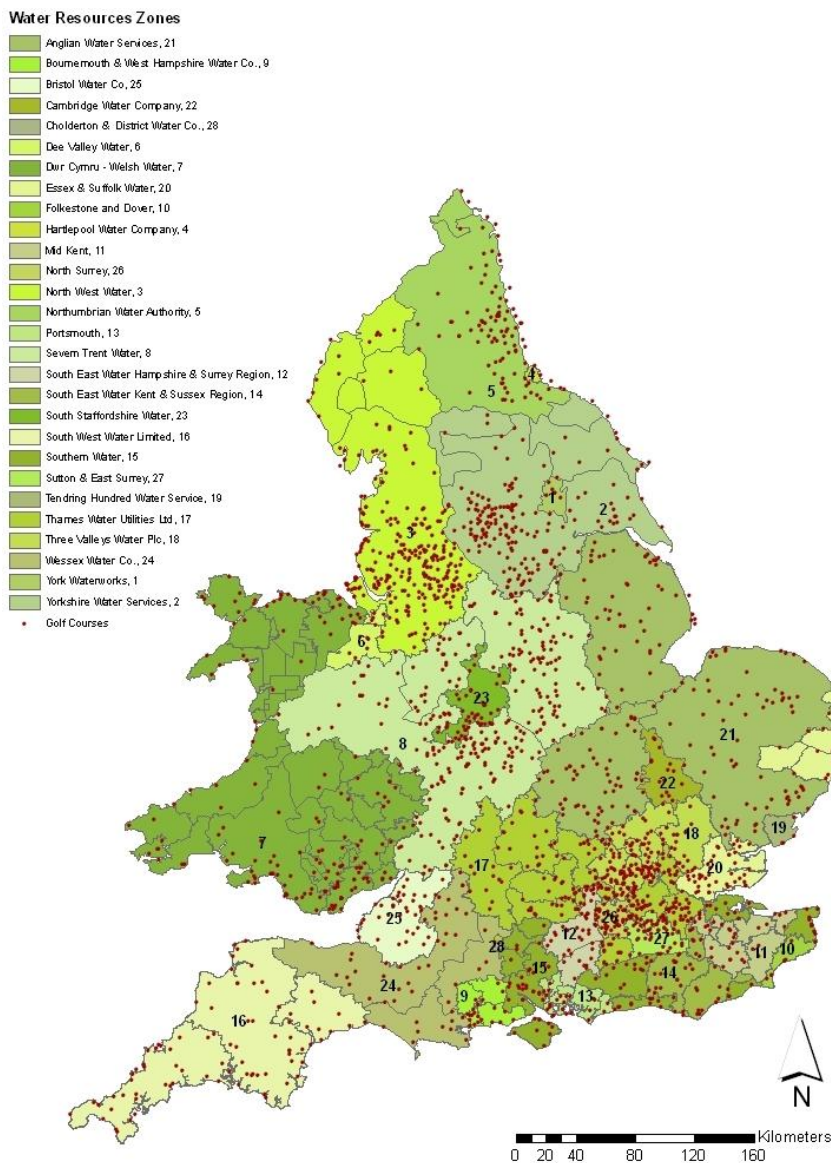 Water Resources Zones
Anglian Water Services, 21
Bournemouth & West Hampshire Water Co., 9
Bristol Water Co, 25
Cambridge Water Company, 22
Cholderton & District Water Co., 28
Dee Valley Water, 6
Dwr Cymru - Welsh Water, 7
Essex & Suffolk Water, 20
Folkestone and Dover, 10
Hartlepool Water Company, 4
Mid Kent, 11
North Surrey, 26
North West Water, 3
Northumbrian Water Authority, 5
Portsmouth, 13
Severn Trent Water, 8
South East Water Hampshire & Surrey Region, 12
South East Water Kent & Sussex Region, 14
South Staffordshire Water, 23
South West Water Limited, 16
Southern Water, 15
Sutton & East Surrey, 27
Tendring Hundred Water Service, 19
Thames Water Utilities Ltd, 17
Three Valleys Water Plc, 18
Wessex Water Co., 24
York Waterworks, 1
Yorkshire Water Services, 2
Golf Courses
4
5
1
2
3
6
23
21
8
22
19
18
7
17
20
25
26
12
27
28
11
10
15
14
24
9
13
16
N
Kilometers
0 20 40 80 120 160